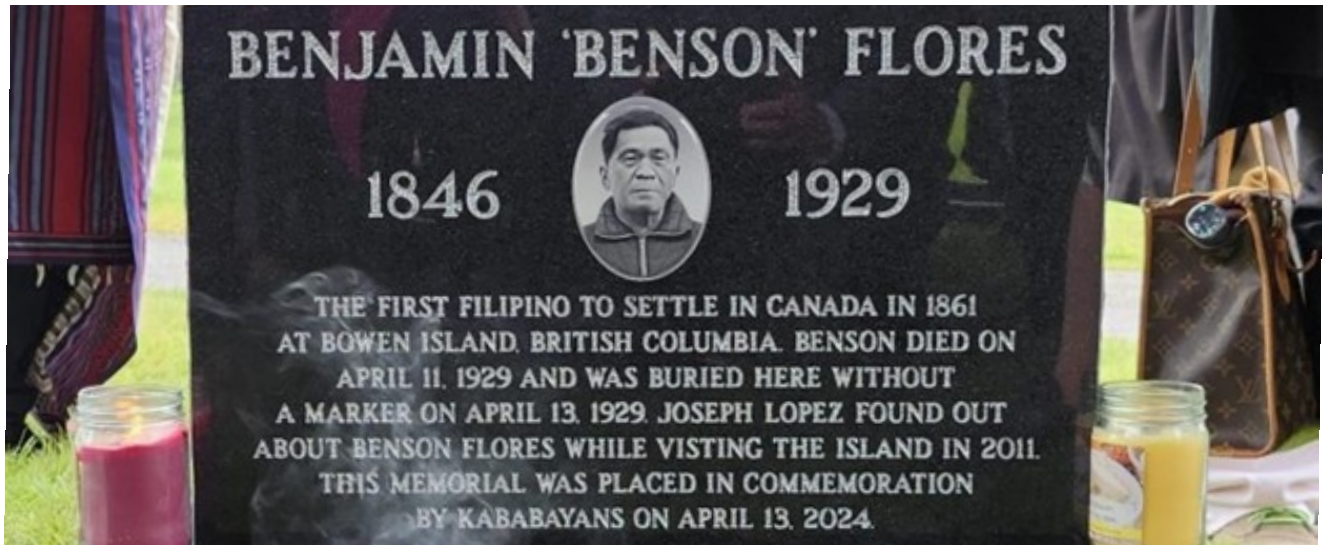 BENJAMIN 'BENSON' FLORES
1846 1929
THE FIRST FILIPINO TO SETTLE IN CANADA IN 1861
AT BOWEN ISLAND, BRITISH COLUMBIA. BENSON DIED ON
APRIL 11, 1929 AND WAS BURIED HERE WITHOUT
A MARKER ON APRIL 13, 1929. JOSEPH LOPEZ FOUND OUT
ABOUT BENSON FLORES WHILE VISTING THE ISLAND IN 2011.
THIS MEMORIAL WAS PLACED IN COMMEMORATION
BY KABABAYANS ON APRIL 13, 2024.